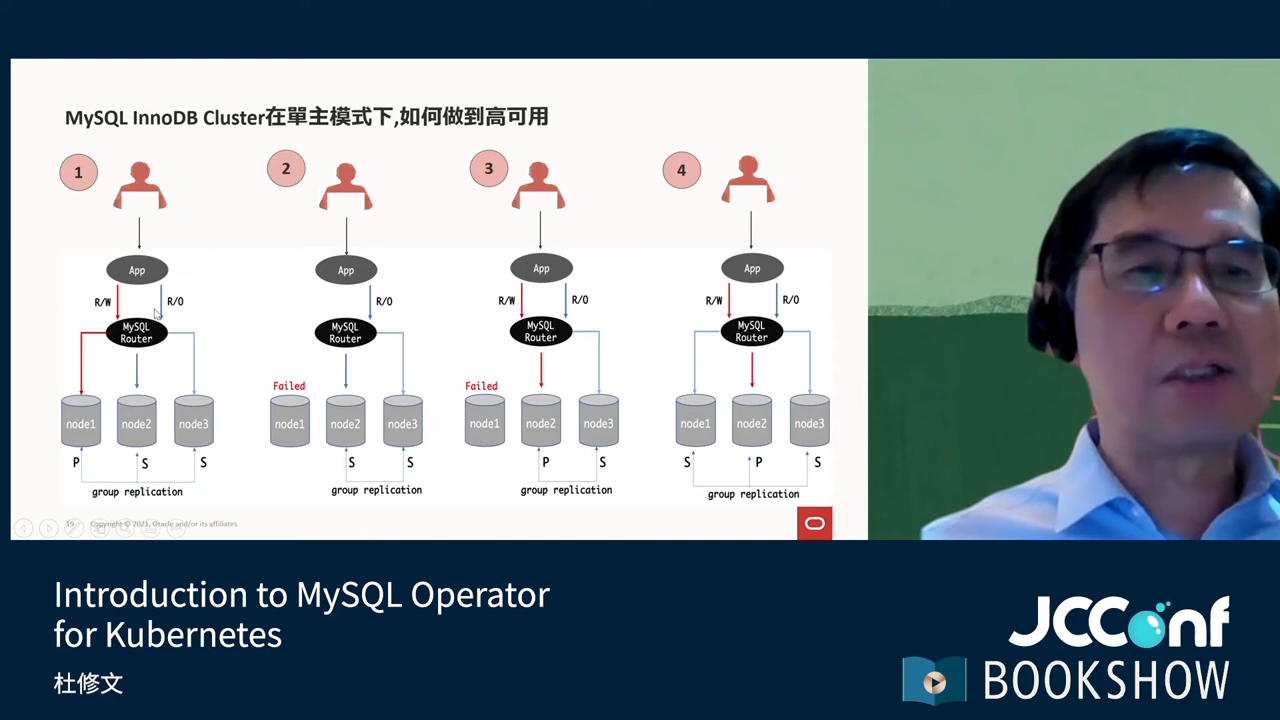 MySQL InnoDB Cluster在單主模式下,如何做到高可用
1
2
3
4
App
App
App
App
R/W
R/O
R/O
R/W
R/O
R/W
R/O
MySQL
Router
MySQL
Router
MySQL
Router
MySQL
Router
Failed
Failed
node1
node2
node3
node1
node2
node3
node1
node2
node3
node1
node2
node3
P
S
S
S
S
P
S
S
P
S
group replication
group replication
group replication
group replication
19
Copyright © 2021, Oracle and/or its affiliates
Introduction to MySQL Operator
for Kubernetes
杜修文
JCConf
BOOKSHOW